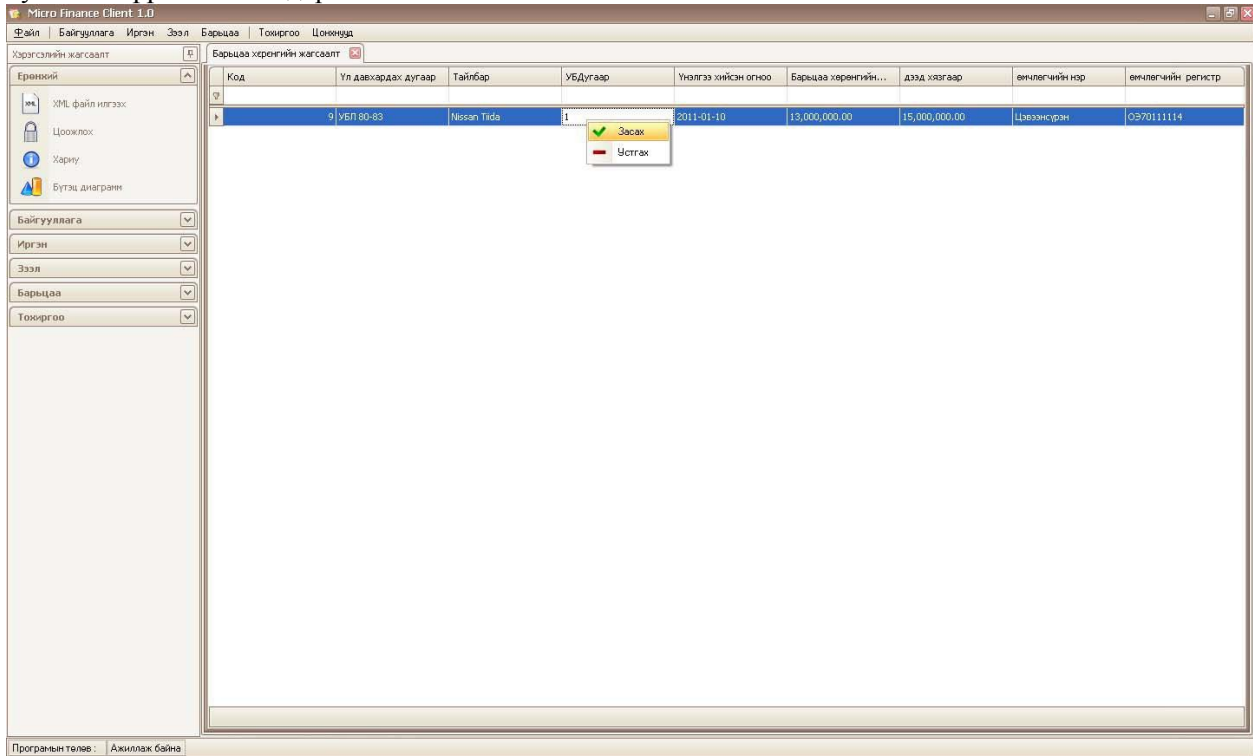 Micro Finance Client 1.0
Файл Байгууллага Иргэн Зээл Барьцаа Тохиргоо Цонхнууд
Хэрэгсэлийн жагсаалт
Барьцаа хөрөнгийн жагсаалт
Ерөнхий
XML файл илгээх
Цоожлох
Хариу
Бүтэц диаграмм
Байгууллага
Иргэн
Зээл
Барьцаа
Тохиргоо
Код Үл давхардах дугаар Тайлбар УБДугаар Үнэлгээ хийсэн огноо Барьцаа хөрөнгийн... дээд хязгаар өмчлөгчийн нэр өмчлөгчийн регистр
9 УБЛ 80-83 Nissan Tiida 1 2011-01-10 13,000,000.00 15,000,000.00 Цэвээнсүрэн ОЭ70111114
Засах
Устгах
Програмын төлөв : Ажиллаж байна